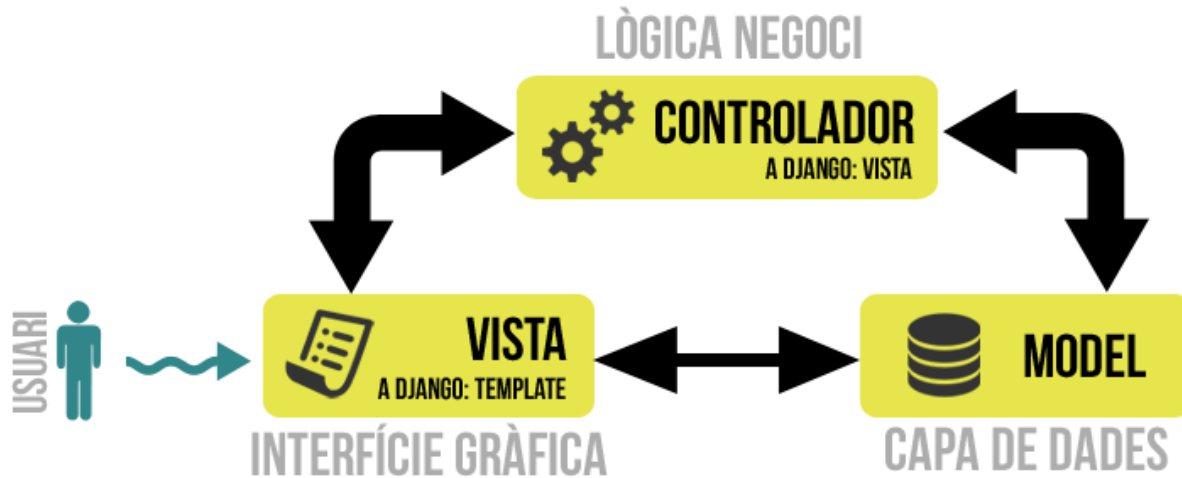 LÒGICA NEGOCI
CONTROLADOR
A DJANGO: VISTA
USUARI
VISTA
A DJANGO: TEMPLATE
INTERFÍCIE GRÀFICA
MODEL
CAPA DE DADES